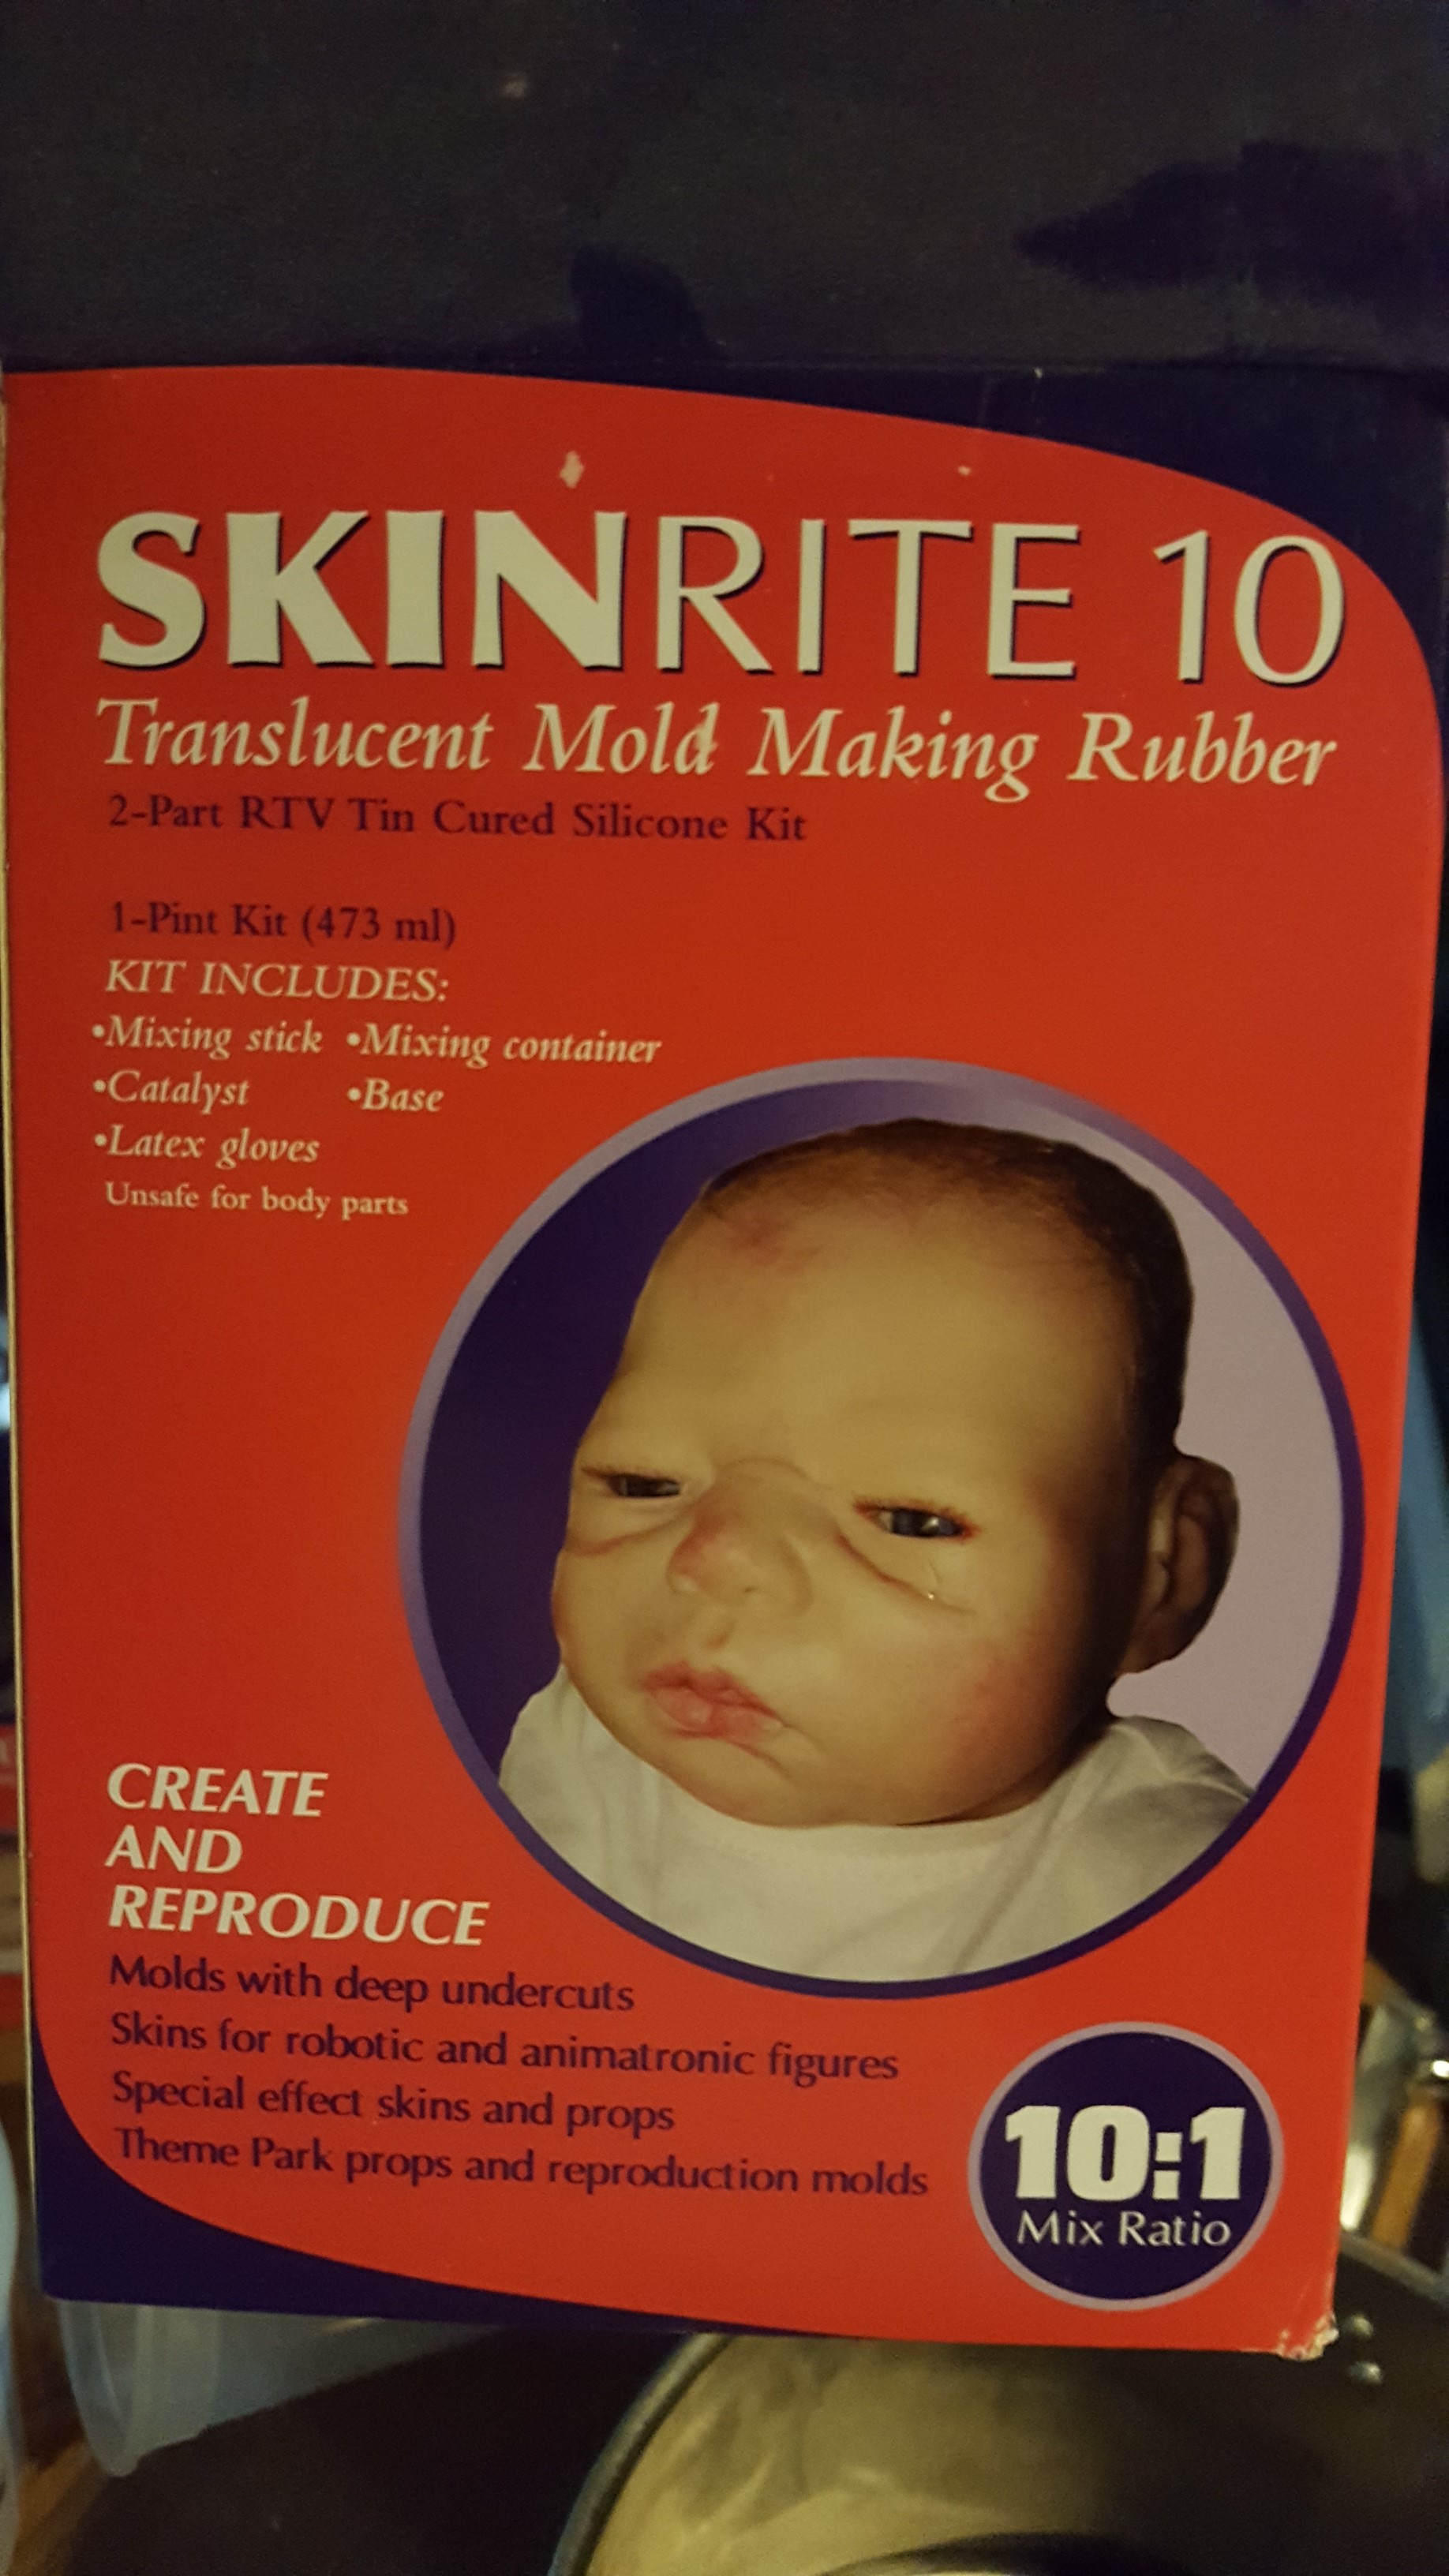 SKINRITE 10
Translucent Mold Making Rubber
2-Part RTV Tin Cured Silicone Kit
1-Pint Kit (473 ml)
KIT INCLUDES:
•Mixing stick •Mixing container
•Catalyst •Base
•Latex gloves
Unsafe for body parts
CREATE
AND
REPRODUCE
Molds with deep undercuts
Skins for robotic and animatronic figures
Special effect skins and props
Theme Park props and reproduction molds
10:1
Mix Ratio